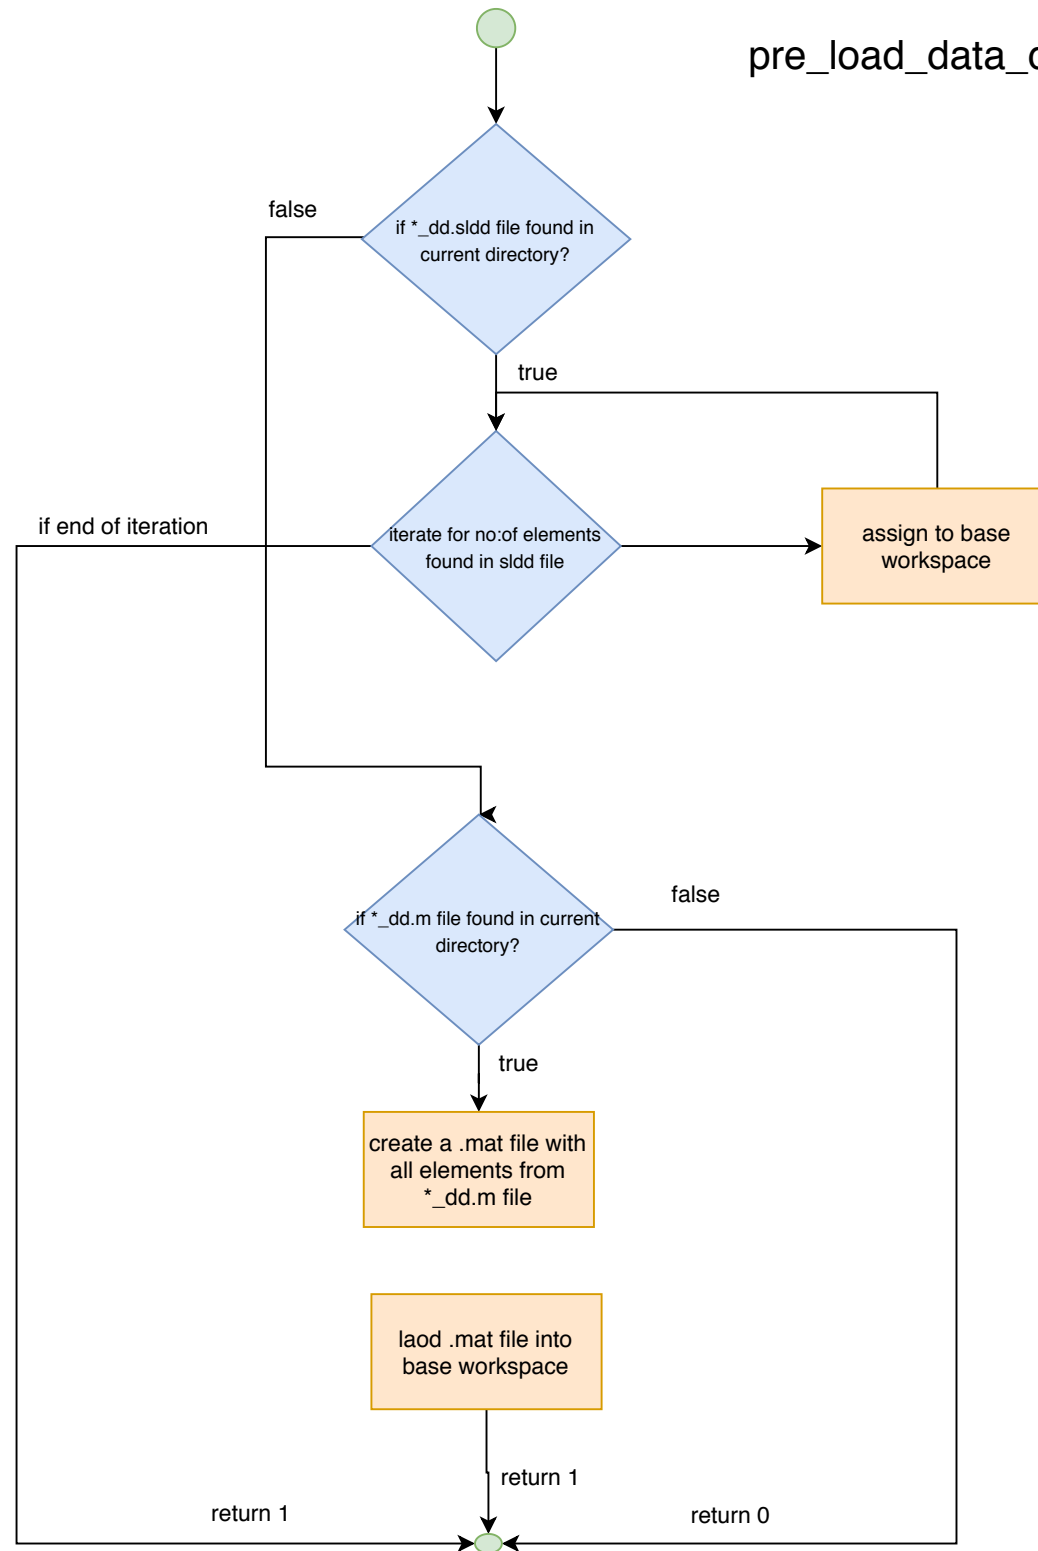 pre_load_data_
if *_dd.sldd file found in
current directory?
false
true
if end of iteration
iterate for no:of elements
found in sldd file
assign to base
workspace
if *_dd.m file found in current
directory?
false
true
create a .mat file with
all elements from
*_dd.m file
laod .mat file into
base workspace
return 1
return 1
return 0